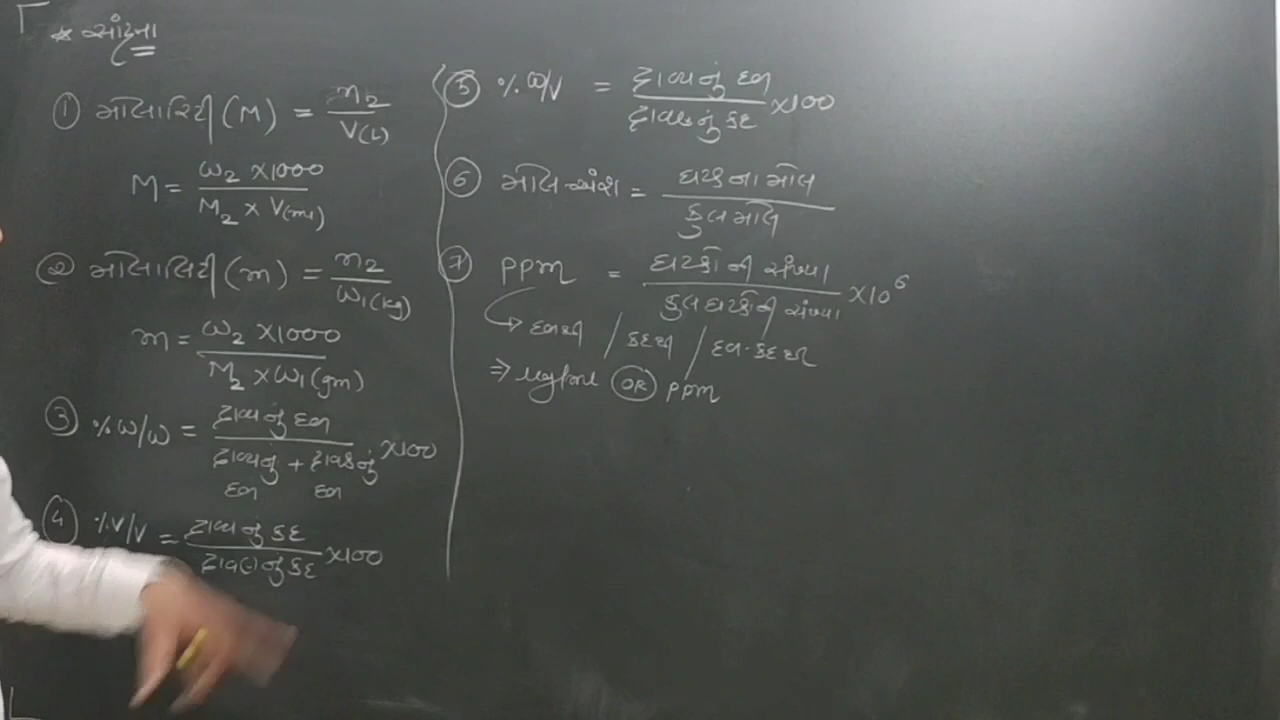 * સાંદ્રતા
① મોલારિટી (M) = n2 / V(L)
M = w2 x1000 / M2 x V(ml)
② મોલાલિટી (m) = n2 / w1(kg)
m = w2 x1000 / M2 x w1(gm)
③ % w/w = દ્રાવ્યનું દળ / દ્રાવ્યનું દળ + દ્રાવકનું દળ x100
④ % V/V = દ્રાવ્યનું કદ / દ્રાવણનું કદ x100
⑤ % w/V = દ્રાવ્યનું દળ / દ્રાવણનું કદ x100
⑥ મોલ અંશ = ઘટકના મોલ / કુલ મોલ
⑦ ppm = ઘટકોની સંખ્યા / કુલ ઘટકોની સંખ્યા x10^6
→ દળથી / કદથી / દળ-કદથી
⇒ μg/ml OR ppm